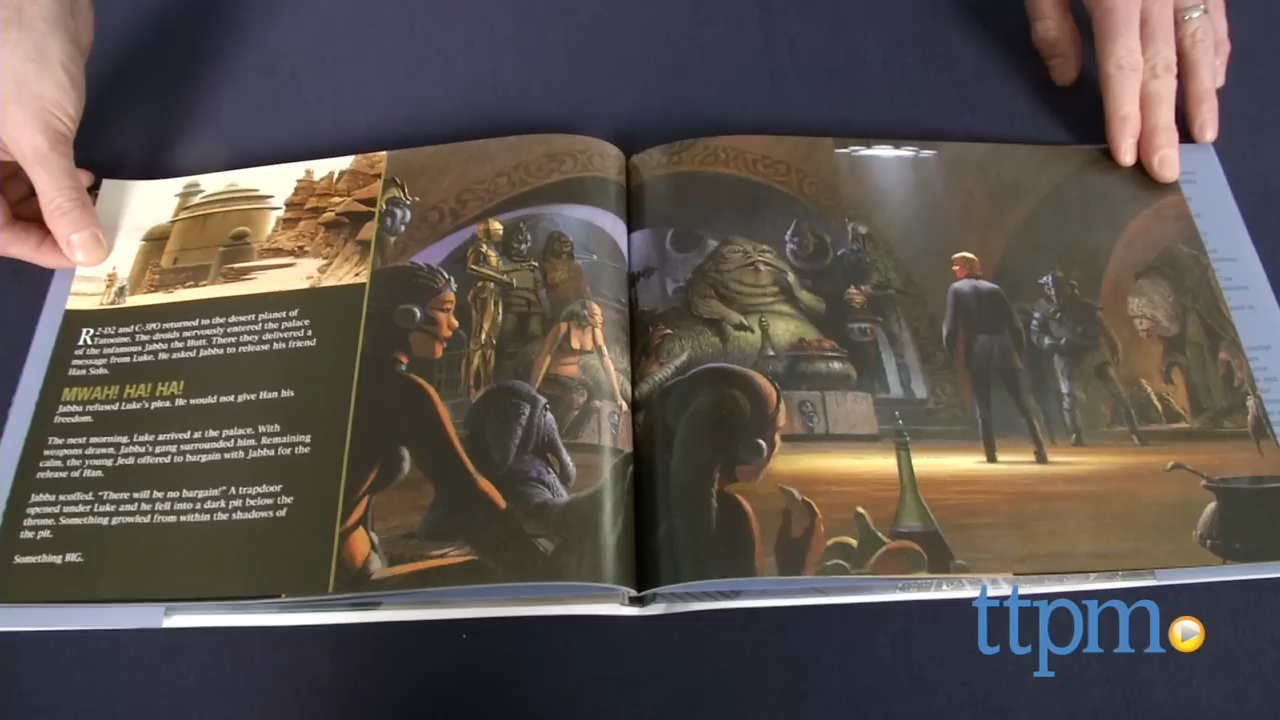 R2-D2 and C-3PO returned to the desert planet of
Tatooine. The droids nervously entered the palace
of the infamous Jabba the Hutt. There they delivered a
message from Luke. He asked Jabba to release his friend
Han Solo.
MWAH! HA! HA!
Jabba refused Luke's plea. He would not give Han his
freedom.
The next morning, Luke arrived at the palace. With
weapons drawn, Jabba's gang surrounded him. Remaining
calm, the young Jedi offered to bargain with Jabba for the
release of Han.
Jabba scoffed. "There will be no bargain!" A trapdoor
opened under Luke and he fell into a dark pit below the
throne. Something growled from within the shadows of
the pit.
Something BIG.
ttpm